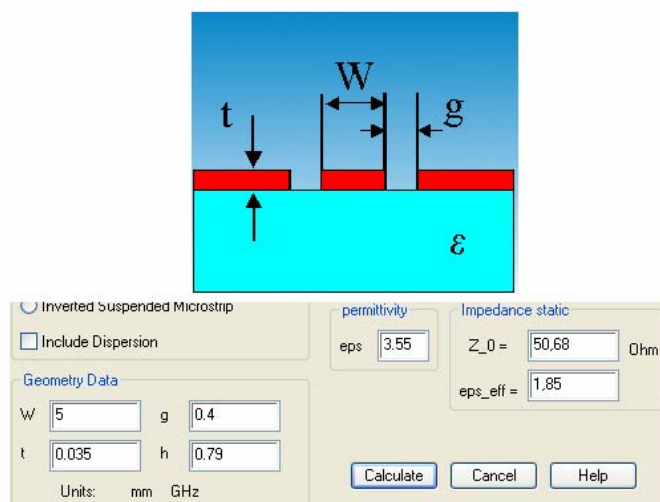 W
t
g
ε
Inverted Suspended Microstrip
Include Dispersion
permittivity
eps 3.55
Impedance static
Z_0 = 50,68 Ohm
eps_eff = 1,85
Geometry Data
W 5 g 0.4
t 0.035 h 0.79
Units: mm GHz
Calculate Cancel Help